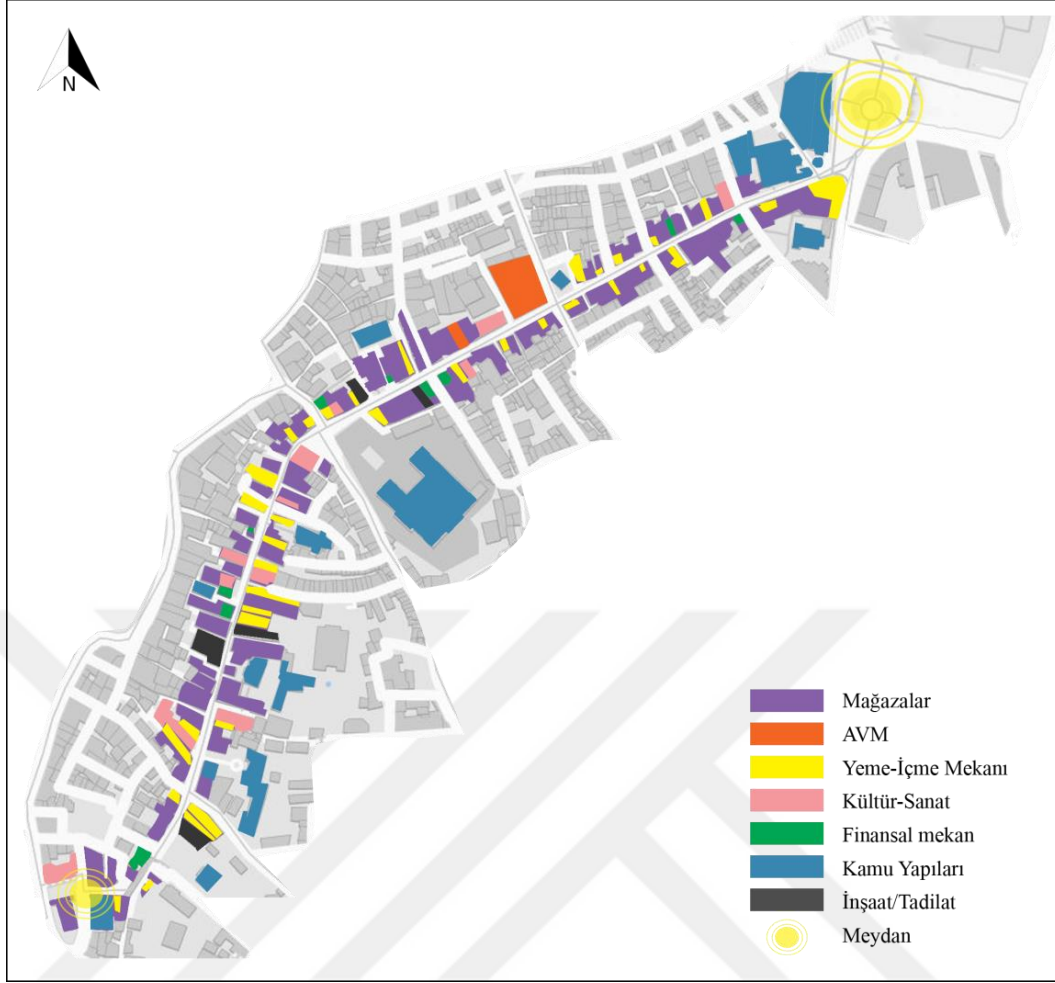 N
Mağazalar
AVM
Yeme-İçme Mekanı
Kültür-Sanat
Finansal mekan
Kamu Yapıları
İnşaat/Tadilat
Meydan